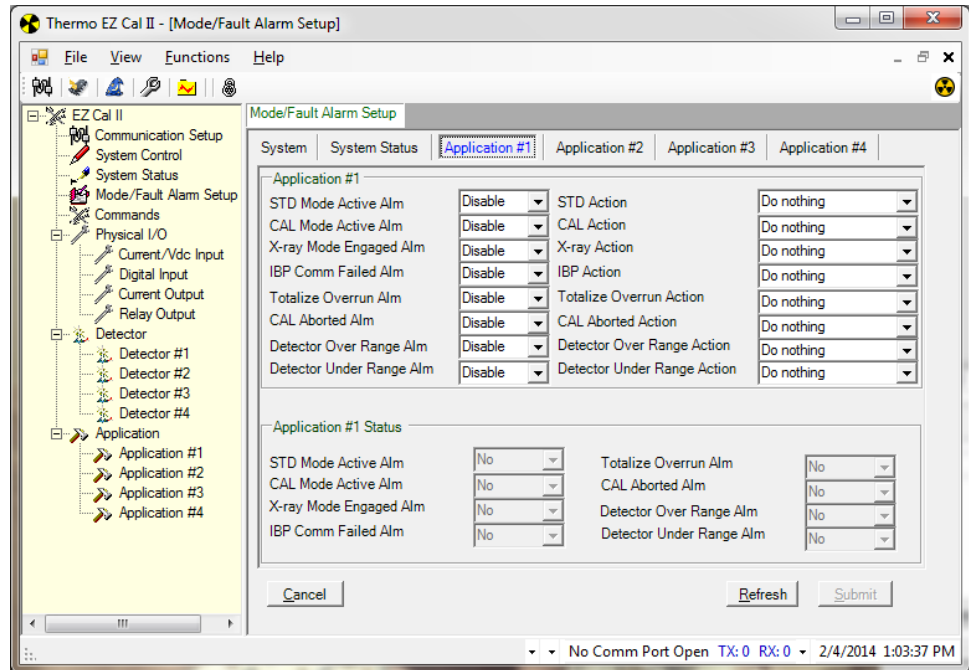 Thermo EZ Cal II - [Mode/Fault Alarm Setup]
File View Functions Help
EZ Cal II
Communication Setup
System Control
System Status
Mode/Fault Alarm Setup
Commands
Physical I/O
Current/Vdc Input
Digital Input
Current Output
Relay Output
Detector
Detector #1
Detector #2
Detector #3
Detector #4
Application
Application #1
Application #2
Application #3
Application #4
Mode/Fault Alarm Setup
System System Status Application #1 Application #2 Application #3 Application #4
Application #1
STD Mode Active Alm Disable STD Action Do nothing
CAL Mode Active Alm Disable CAL Action Do nothing
X-ray Mode Engaged Alm Disable X-ray Action Do nothing
IBP Comm Failed Alm Disable IBP Action Do nothing
Totalize Overrun Alm Disable Totalize Overrun Action Do nothing
CAL Aborted Alm Disable CAL Aborted Action Do nothing
Detector Over Range Alm Disable Detector Over Range Action Do nothing
Detector Under Range Alm Disable Detector Under Range Action Do nothing
Application #1 Status
STD Mode Active Alm No Totalize Overrun Alm No
CAL Mode Active Alm No CAL Aborted Alm No
X-ray Mode Engaged Alm No Detector Over Range Alm No
IBP Comm Failed Alm No Detector Under Range Alm No
Cancel Refresh Submit
No Comm Port Open TX: 0 RX: 0 2/4/2014 1:03:37 PM